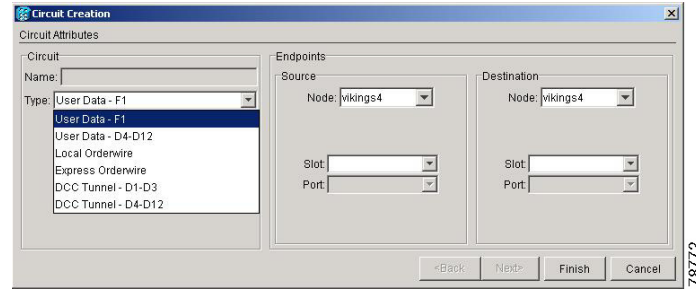 Circuit Creation
Circuit Attributes
Circuit
Name:
Type: User Data - F1
User Data - F1
User Data - D4-D12
Local Orderwire
Express Orderwire
DCC Tunnel - D1-D3
DCC Tunnel - D4-D12
Endpoints
Source
Node: vikings4
Slot:
Port:
Destination
Node: vikings4
Slot:
Port:
<Back Next> Finish Cancel
78772